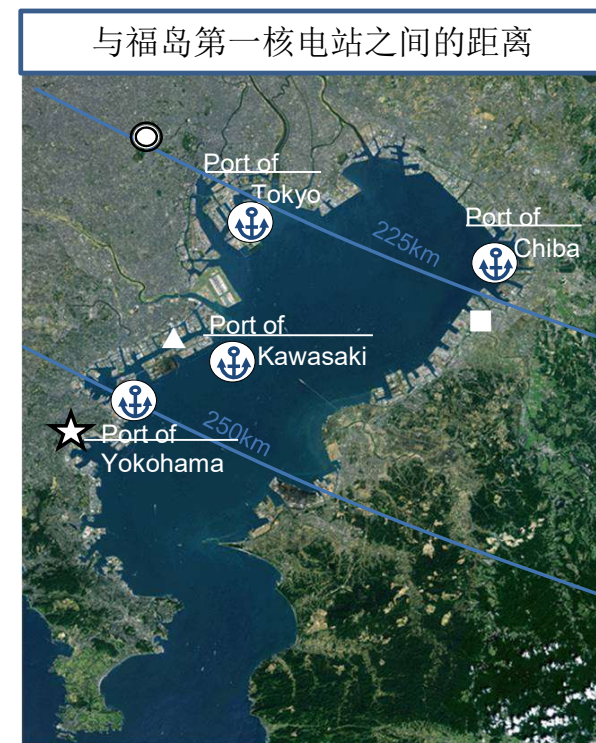 与福岛第一核电站之间的距离
Port of
Tokyo
Port of
Chiba
225km
Port of
Kawasaki
250km
Port of
Yokohama